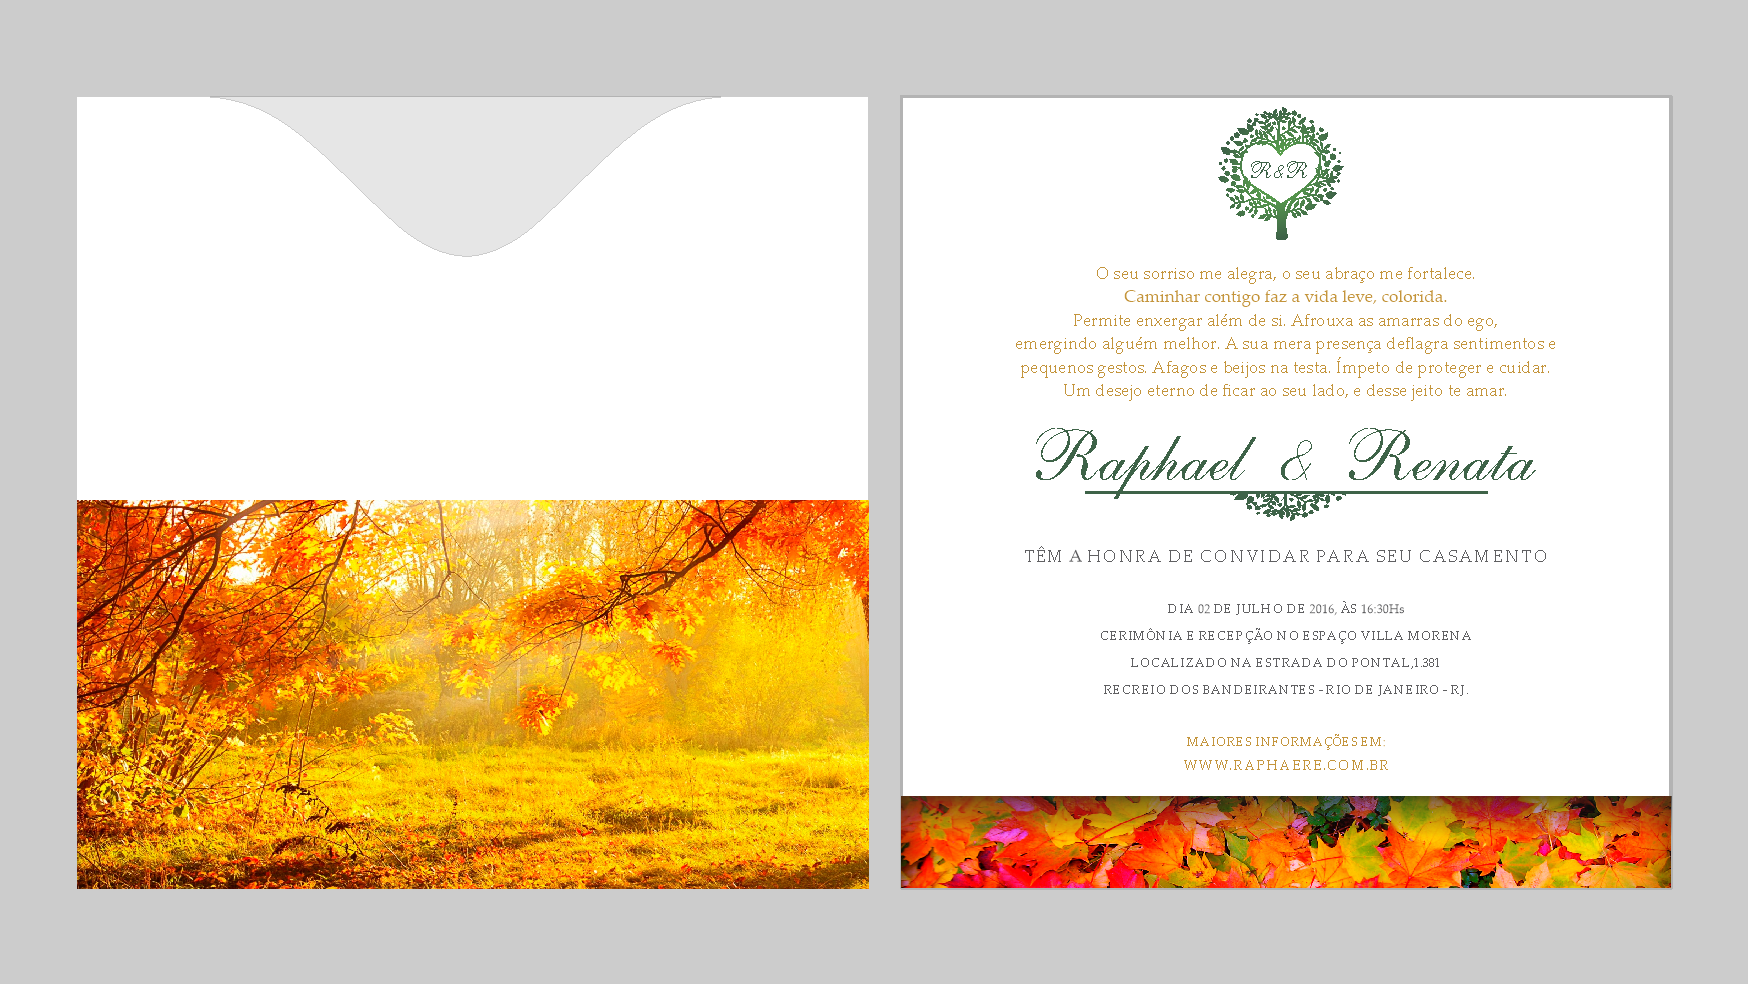 R&R
O seu sorriso me alegra, o seu abraço me fortalece.
Caminhar contigo faz a vida leve, colorida.
Permite enxergar além de si. Afrouxa as amarras do ego,
emergindo alguém melhor. A sua mera presença deflagra sentimentos e
pequenos gestos. Afagos e beijos na testa. Ímpeto de proteger e cuidar.
Um desejo eterno de ficar ao seu lado, e desse jeito te amar.
Raphael & Renata
TÊM A HONRA DE CONVIDAR PARA SEU CASAMENTO
DIA 02 DE JULHO DE 2016, ÀS 16:30Hs
CERIMÔNIA E RECEPÇÃO NO ESPAÇO VILLA MORENA
LOCALIZADO NA ESTRADA DO PONTAL,1381
RECREIO DOS BANDEIRANTES - RIO DE JANEIRO - RJ.
MAIORES INFORMAÇÕES EM:
WWW.RAPHAERE.COM.BR